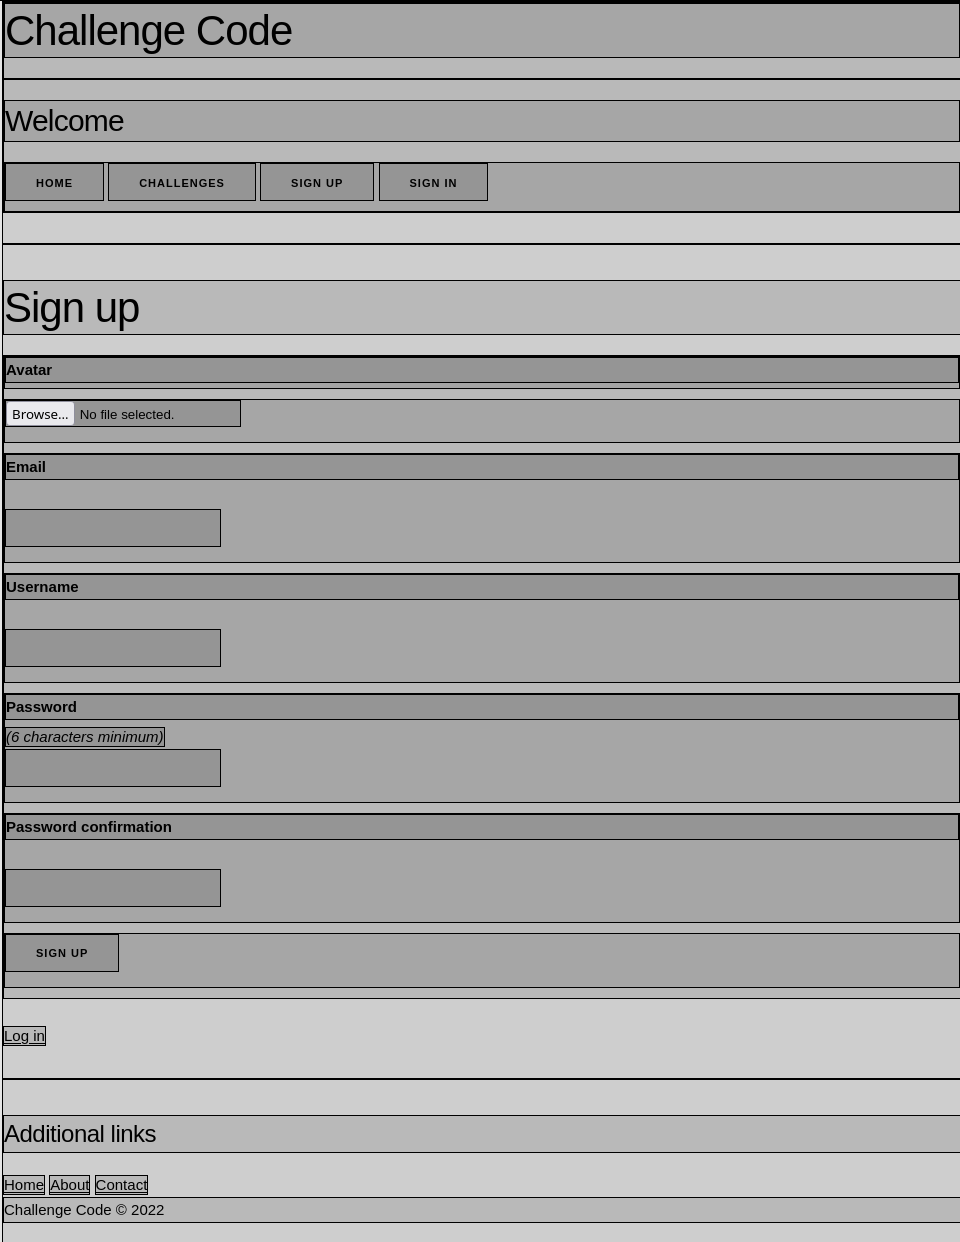 Challenge Code
Welcome
HOME CHALLENGES SIGN UP SIGN IN
Sign up
Avatar
Browse... No file selected.
Email
Username
Password
(6 characters minimum)
Password confirmation
SIGN UP
Log in
Additional links
Home About Contact
Challenge Code © 2022